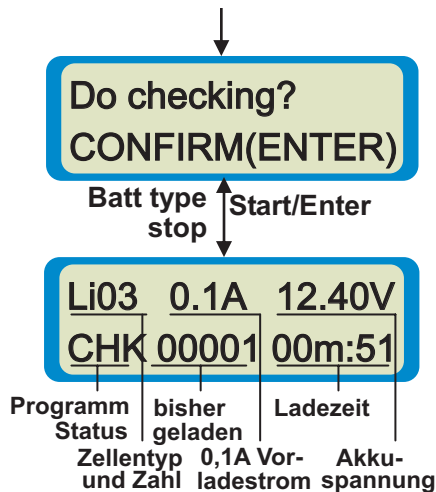 Do checking?
CONFIRM(ENTER)
Batt type
stop
Start/Enter
Li03 0.1A 12.40V
CHK 00001 00m:51
Programm
Status
bisher
geladen
Ladezeit
Zellentyp
und Zahl
0,1A Vor-
ladestrom
Akku-
spannung